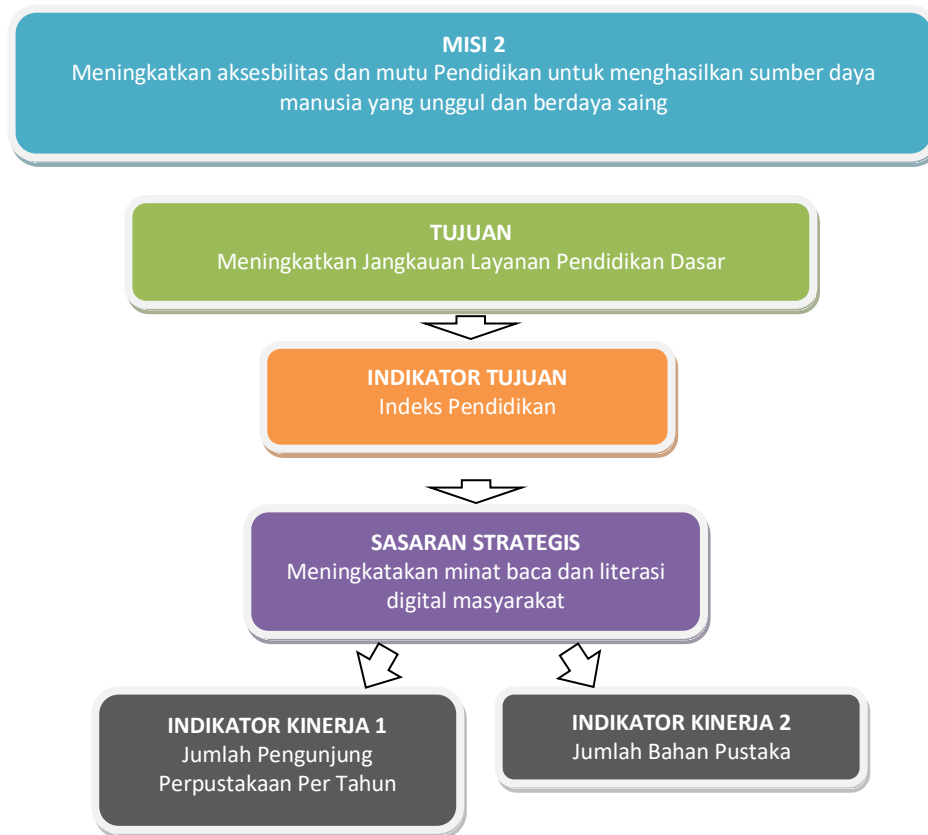 MISI 2
Meningkatkan aksesbilitas dan mutu Pendidikan untuk menghasilkan sumber daya
manusia yang unggul dan berdaya saing
TUJUAN
Meningkatkan Jangkauan Layanan Pendidikan Dasar
INDIKATOR TUJUAN
Indeks Pendidikan
SASARAN STRATEGIS
Meningkatakan minat baca dan literasi
digital masyarakat
INDIKATOR KINERJA 1
Jumlah Pengunjung
Perpustakaan Per Tahun
INDIKATOR KINERJA 2
Jumlah Bahan Pustaka